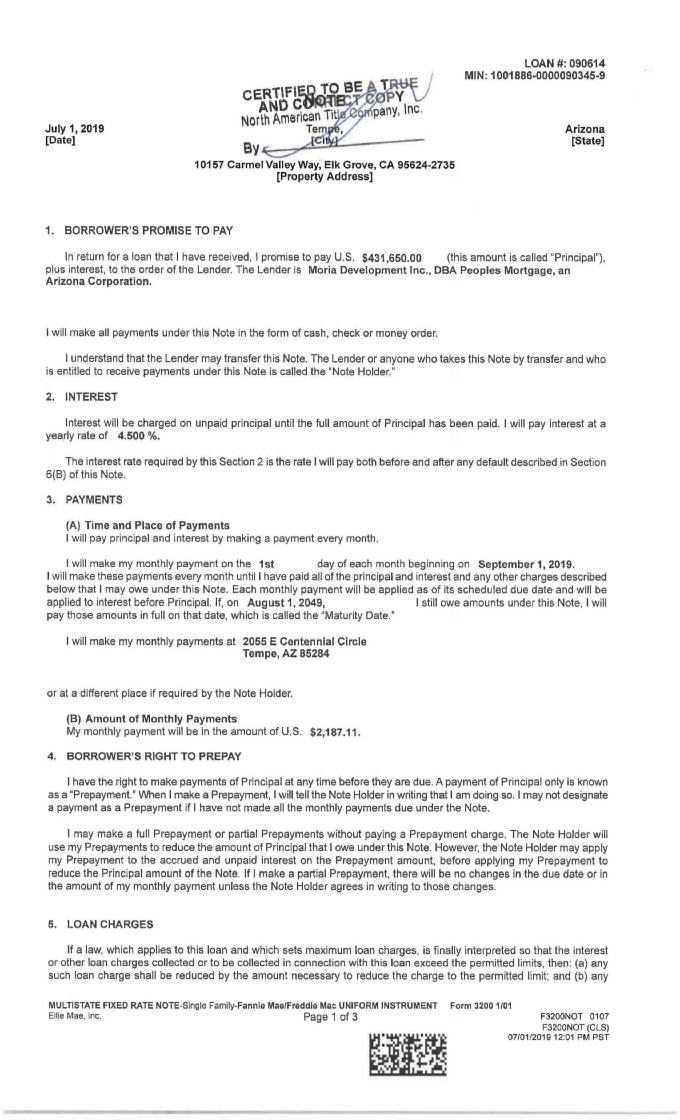 LOAN #: 090614
MIN: 1001886-0000090345-9
CERTIFIED TO BE A TRUE
AND CORRECT COPY
NOTE
North American Title Company, Inc.
July 1, 2019
Tempe,
Arizona
[Date]
[City]
[State]
By
10157 Carmel Valley Way, Elk Grove, CA 95624-2735
[Property Address]
1. BORROWER'S PROMISE TO PAY
In return for a loan that I have received, I promise to pay U.S. $431,650.00 (this amount is called "Principal"),
plus interest, to the order of the Lender. The Lender is Moria Development Inc., DBA Peoples Mortgage, an
Arizona Corporation.
I will make all payments under this Note in the form of cash, check or money order.
I understand that the Lender may transfer this Note. The Lender or anyone who takes this Note by transfer and who
is entitled to receive payments under this Note is called the "Note Holder."
2. INTEREST
Interest will be charged on unpaid principal until the full amount of Principal has been paid. I will pay interest at a
yearly rate of 4.500 %.
The interest rate required by this Section 2 is the rate I will pay both before and after any default described in Section
6(B) of this Note.
3. PAYMENTS
(A) Time and Place of Payments
I will pay principal and interest by making a payment every month.
I will make my monthly payment on the 1st day of each month beginning on September 1, 2019.
I will make these payments every month until I have paid all of the principal and interest and any other charges described
below that I may owe under this Note. Each monthly payment will be applied as of its scheduled due date and will be
applied to interest before Principal. If, on August 1, 2049, I still owe amounts under this Note, I will
pay those amounts in full on that date, which is called the "Maturity Date."
I will make my monthly payments at 2055 E Centennial Circle
Tempe, AZ 85284
or at a different place if required by the Note Holder.
(B) Amount of Monthly Payments
My monthly payment will be in the amount of U.S. $2,187.11.
4. BORROWER'S RIGHT TO PREPAY
I have the right to make payments of Principal at any time before they are due. A payment of Principal only is known
as a "Prepayment." When I make a Prepayment, I will tell the Note Holder in writing that I am doing so. I may not designate
a payment as a Prepayment if I have not made all the monthly payments due under the Note.
I may make a full Prepayment or partial Prepayments without paying a Prepayment charge. The Note Holder will
use my Prepayments to reduce the amount of Principal that I owe under this Note. However, the Note Holder may apply
my Prepayment to the accrued and unpaid interest on the Prepayment amount, before applying my Prepayment to
reduce the Principal amount of the Note. If I make a partial Prepayment, there will be no changes in the due date or in
the amount of my monthly payment unless the Note Holder agrees in writing to those changes.
5. LOAN CHARGES
If a law, which applies to this loan and which sets maximum loan charges, is finally interpreted so that the interest
or other loan charges collected or to be collected in connection with this loan exceed the permitted limits, then: (a) any
such loan charge shall be reduced by the amount necessary to reduce the charge to the permitted limit; and (b) any
MULTISTATE FIXED RATE NOTE-Single Family-Fannie Mae/Freddie Mac UNIFORM INSTRUMENT Form 3200 1/01
Ellie Mae, Inc. Page 1 of 3 F3200NOT 0107
F3200NOT (CLS)
07/01/2019 12:01 PM PST